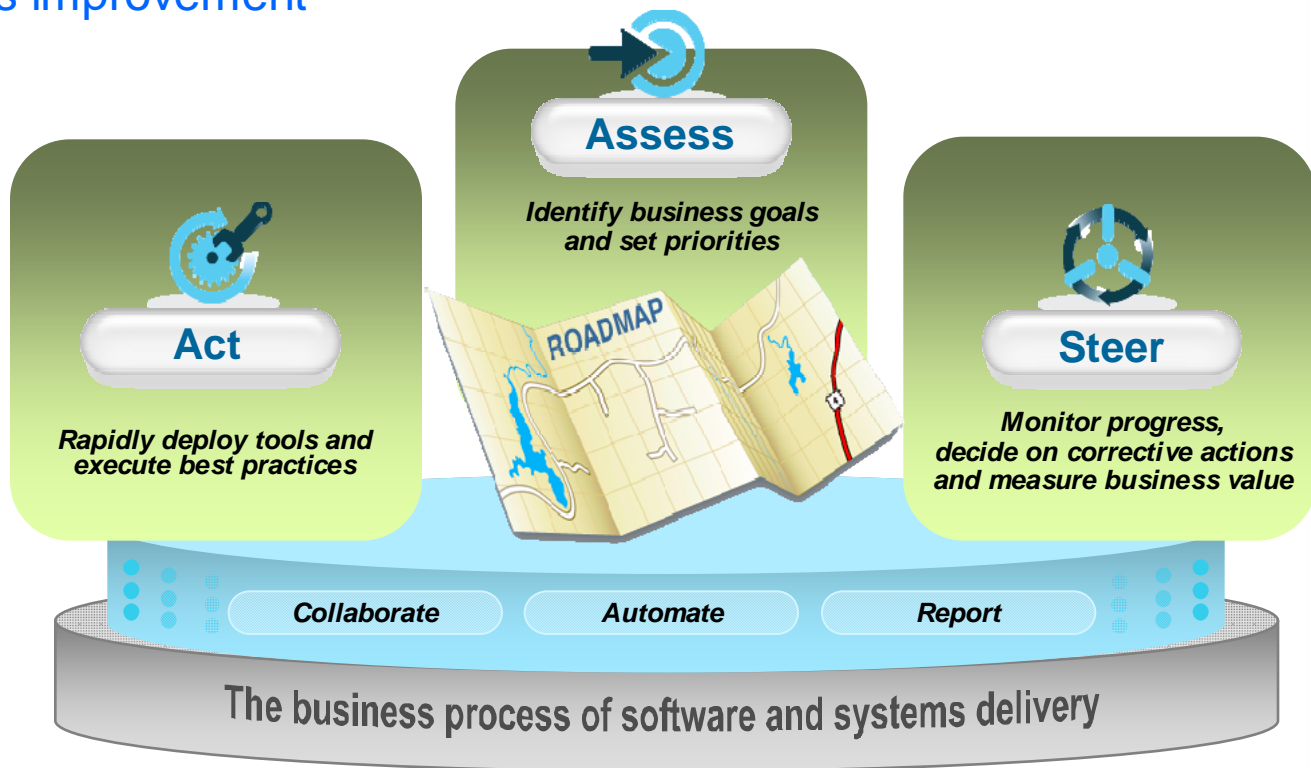 s improvement
Assess
Identify business goals
and set priorities
Act
Rapidly deploy tools and
execute best practices
ROADMAP
4
Steer
Monitor progress,
decide on corrective actions
and measure business value
Collaborate
Automate
Report
The business process of software and systems delivery